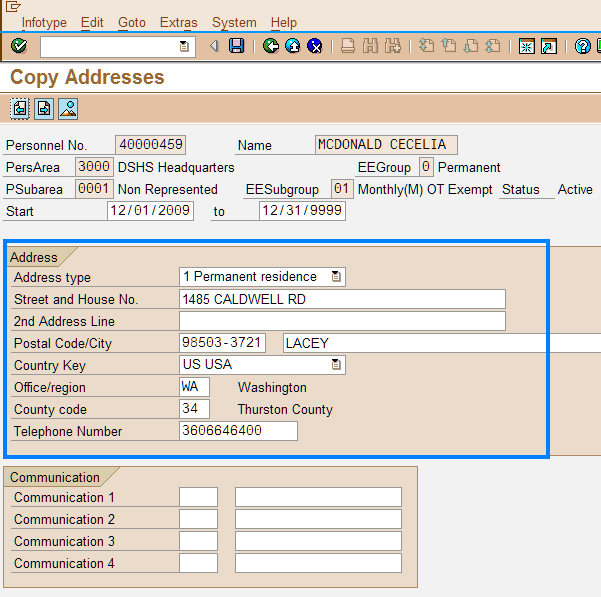 Infotype Edit Goto Extras System Help
Copy Addresses
Personnel No. 40000459 Name MCDONALD CECELIA
PersArea 3000 DSHS Headquarters EEGroup 0 Permanent
PSubarea 0001 Non Represented EESubgroup 01 Monthly(M) OT Exempt Status Active
Start 12/01/2009 to 12/31/9999
Address
Address type 1 Permanent residence
Street and House No. 1485 CALDWELL RD
2nd Address Line
Postal Code/City 98503-3721 LACEY
Country Key US USA
Office/region WA Washington
County code 34 Thurston County
Telephone Number 3606646400
Communication
Communication 1
Communication 2
Communication 3
Communication 4